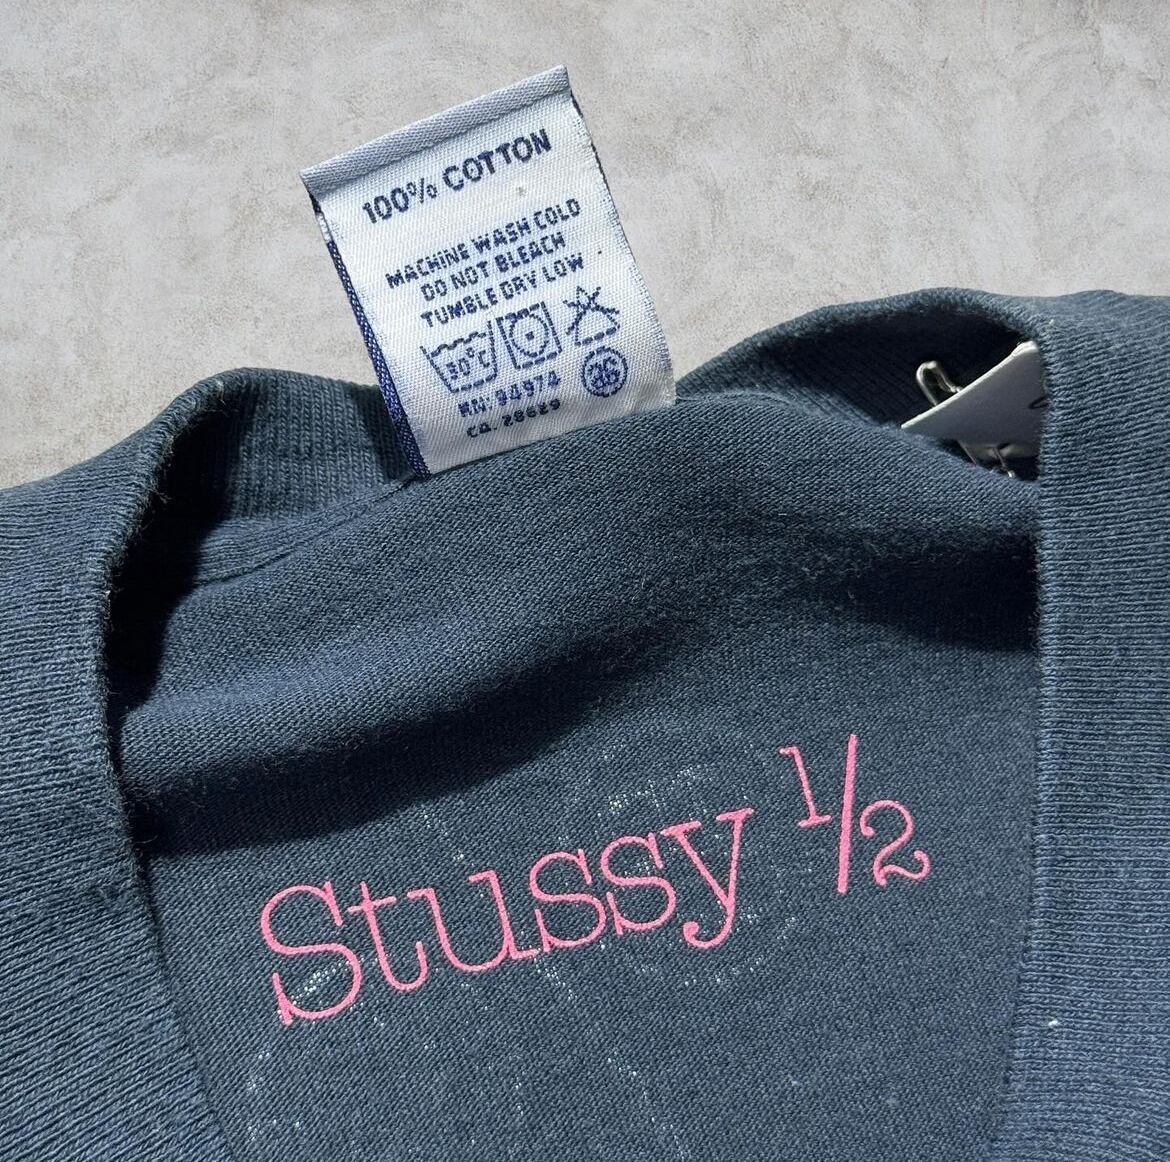 100% COTTON
MACHINE WASH COLD
DO NOT BLEACH
TUMBLE DRY LOW
30°C
RN: 94974
CA. 28629
Stussy ½